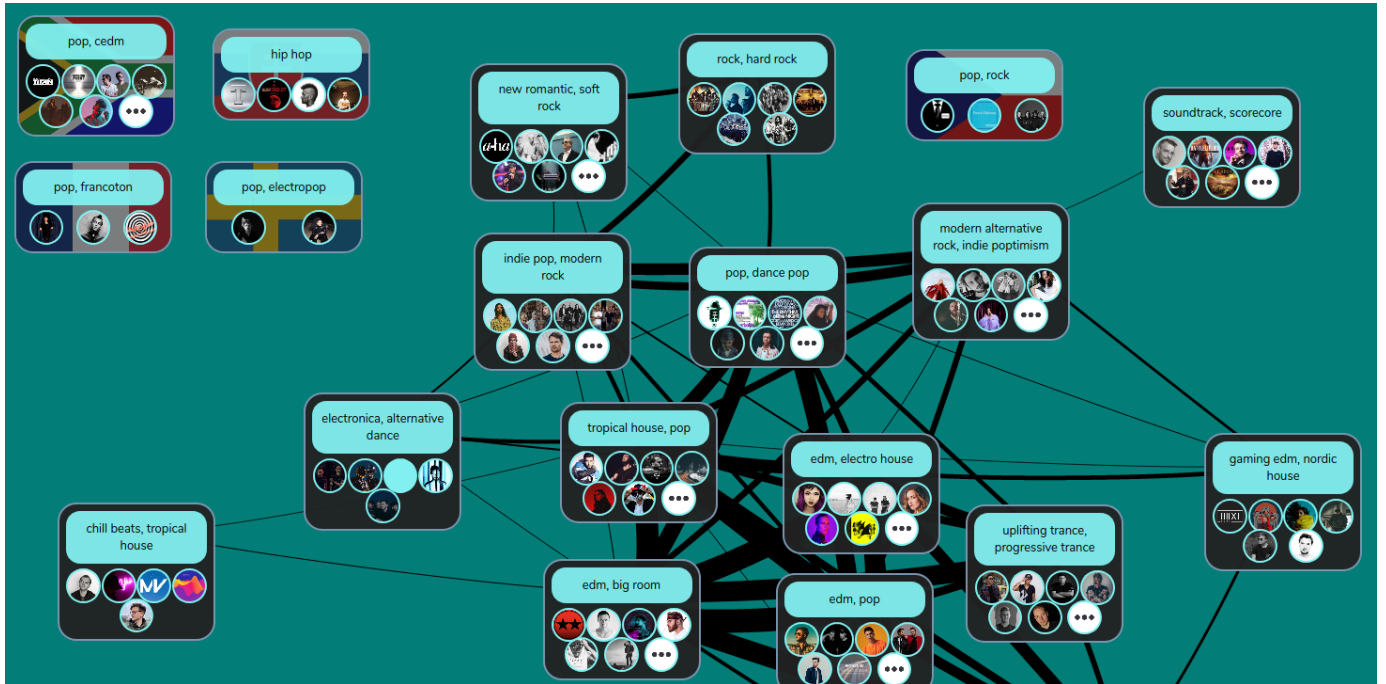 pop, cedm
hip hop
rock, hard rock
pop, rock
new romantic, soft
rock
soundtrack, scorecore
a-ha
pop, francoton
pop, electropop
modern alternative
rock, indie poptimism
indie pop, modern
rock
pop, dance pop
electronica, alternative
dance
tropical house, pop
edm, electro house
gaming edm, nordic
house
chill beats, tropical
house
uplifting trance,
progressive trance
edm, big room
edm, pop